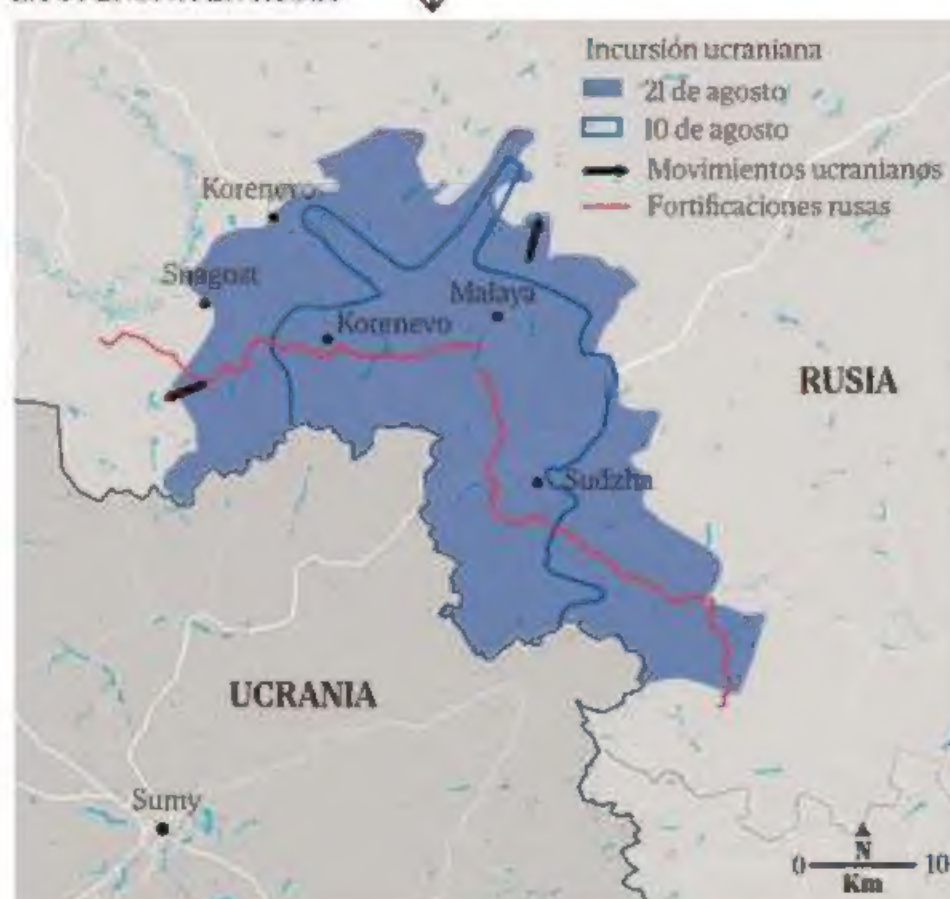 Incursión ucraniana
21 de agosto
10 de agosto
Movimientos ucranianos
Fortificaciones rusas
Korenevo
Snagost
Malaya
Korenevo
RUSIA
Sudzha
UCRANIA
Sumy
N
0 10
Km